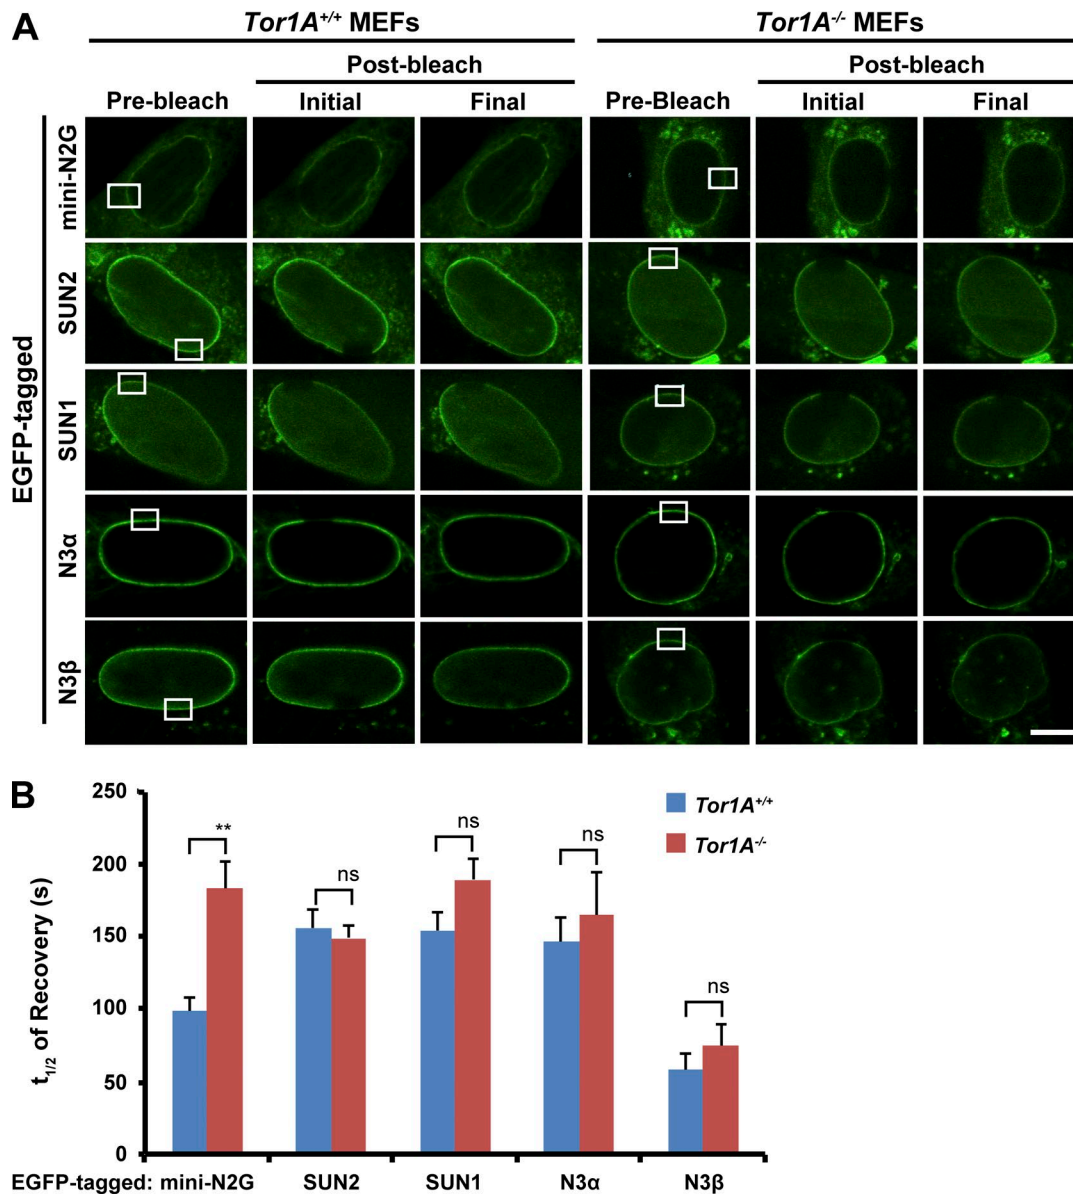 A
Tor1A+/+ MEFs
Tor1A-/- MEFs
Post-bleach
Post-bleach
Pre-bleach
Initial
Final
Pre-Bleach
Initial
Final
EGFP-tagged
mini-N2G
SUN2
SUN1
N3α
N3β
B
250
200
150
100
50
0
t1/2 of Recovery (s)
Tor1A+/+
Tor1A-/-
**
ns
ns
ns
ns
EGFP-tagged: mini-N2G SUN2 SUN1 N3α N3β